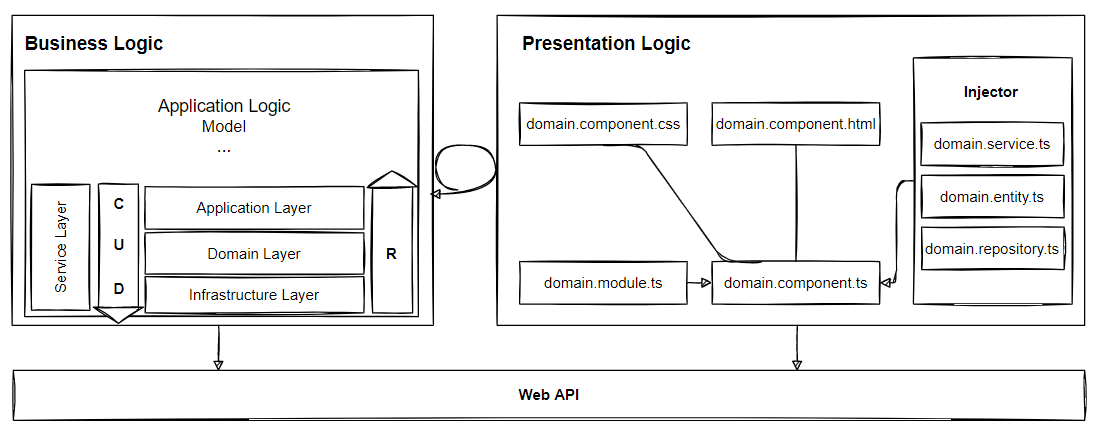 Business Logic
Application Logic
Model
...
Service Layer
C
U
D
Application Layer
Domain Layer
Infrastructure Layer
R
Presentation Logic
domain.component.css
domain.component.html
domain.module.ts
domain.component.ts
Injector
domain.service.ts
domain.entity.ts
domain.repository.ts
Web API